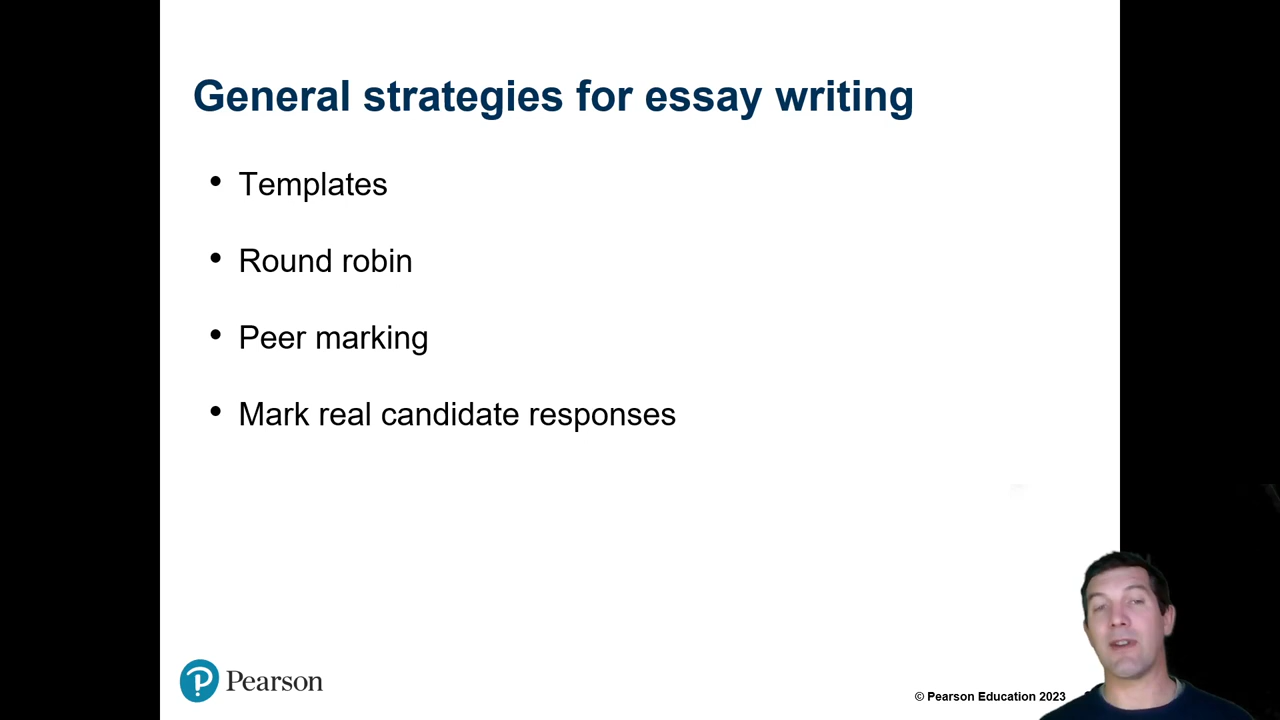 General strategies for essay writing
• Templates
• Round robin
• Peer marking
• Mark real candidate responses
Pearson
© Pearson Education 2023